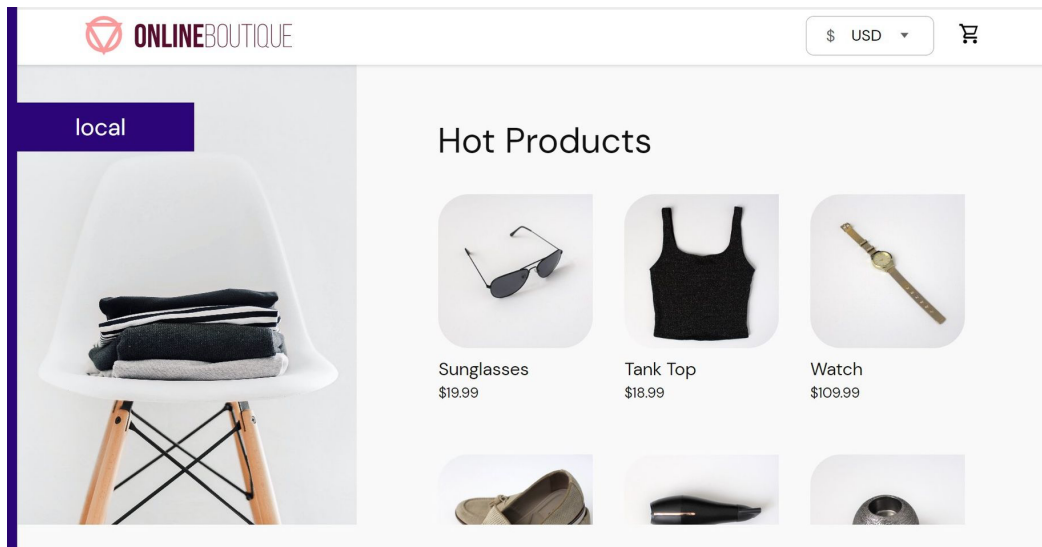 ONLINEBOUTIQUE
$ USD
local
Hot Products
Sunglasses
$19.99
Tank Top
$18.99
Watch
$109.99